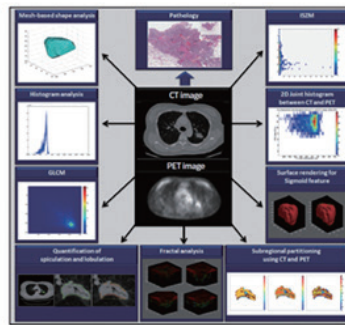 Mesh-based shape analysis
Pathology
ISZM
Histogram analysis
CT image
2D Joint histogram
between CT and PET
GLCM
PET image
Surface rendering for
Sigmoid feature
Quantification of
spiculation and lobulation
Fractal analysis
Subregional partitioning
using CT and PET